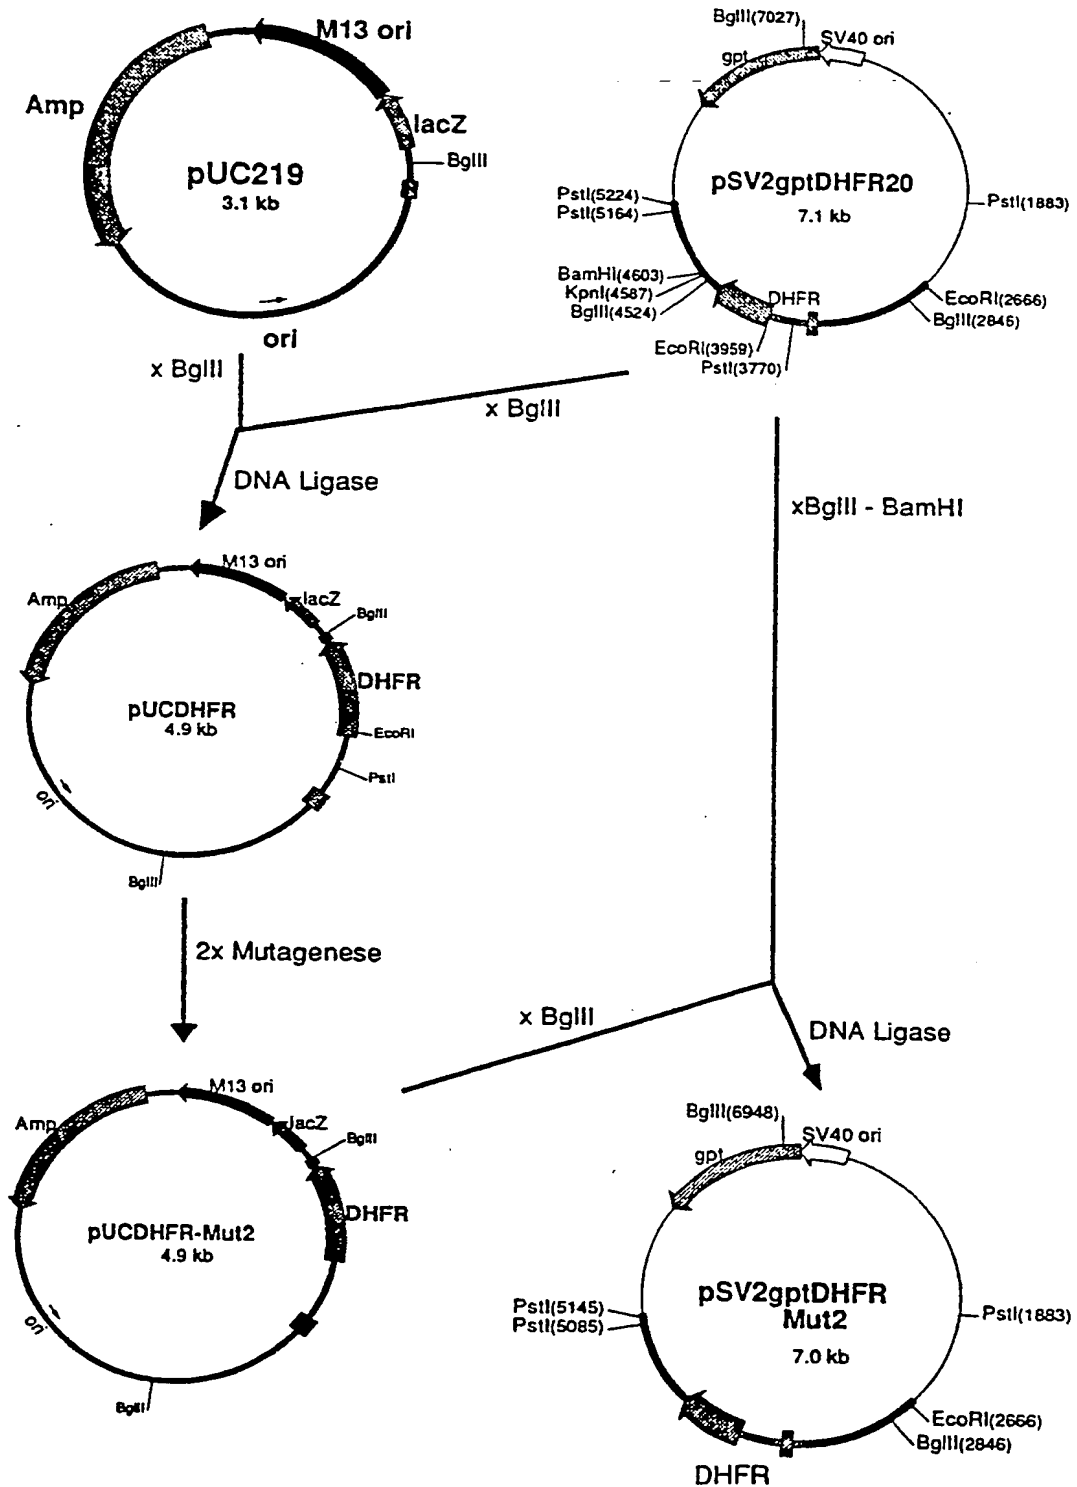 M13 ori
Amp
lacZ
BglII
pUC219
3.1 kb
ori
BglII(7027)
SV40 ori
gpt
pSV2gptDHFR20
7.1 kb
PstI(5224)
PstI(5164)
PstI(1883)
BamHI(4603)
KpnI(4587)
BglII(4524)
DHFR
EcoRI(2666)
BglII(2846)
EcoRI(3959)
PstI(3770)
x BglII
x BglII
DNA Ligase
xBglII - BamHI
M13 ori
Amp
lacZ
BglII
DHFR
pUCDHFR
4.9 kb
EcoRI
PstI
ori
BglII
2x Mutagenese
x BglII
DNA Ligase
M13 ori
Amp
lacZ
BglII
DHFR
pUCDHFR-Mut2
4.9 kb
ori
BglII
BglII(6948)
SV40 ori
gpt
pSV2gptDHFR
Mut2
7.0 kb
PstI(5145)
PstI(5085)
PstI(1883)
EcoRI(2666)
BglII(2846)
DHFR